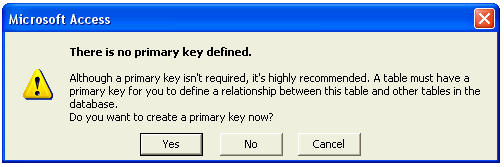 Microsoft Access
There is no primary key defined.
Although a primary key isn't required, it's highly recommended. A table must have a
primary key for you to define a relationship between this table and other tables in the
database.
Do you want to create a primary key now?
Yes No Cancel